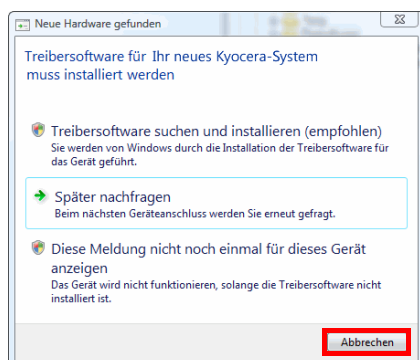 Neue Hardware gefunden
Treibersoftware für Ihr neues Kyocera-System
muss installiert werden
Treibersoftware suchen und installieren (empfohlen)
Sie werden von Windows durch die Installation der Treibersoftware für
das Gerät geführt.
Später nachfragen
Beim nächsten Geräteanschluss werden Sie erneut gefragt.
Diese Meldung nicht noch einmal für dieses Gerät
anzeigen
Das Gerät wird nicht funktionieren, solange die Treibersoftware nicht
installiert ist.
Abbrechen